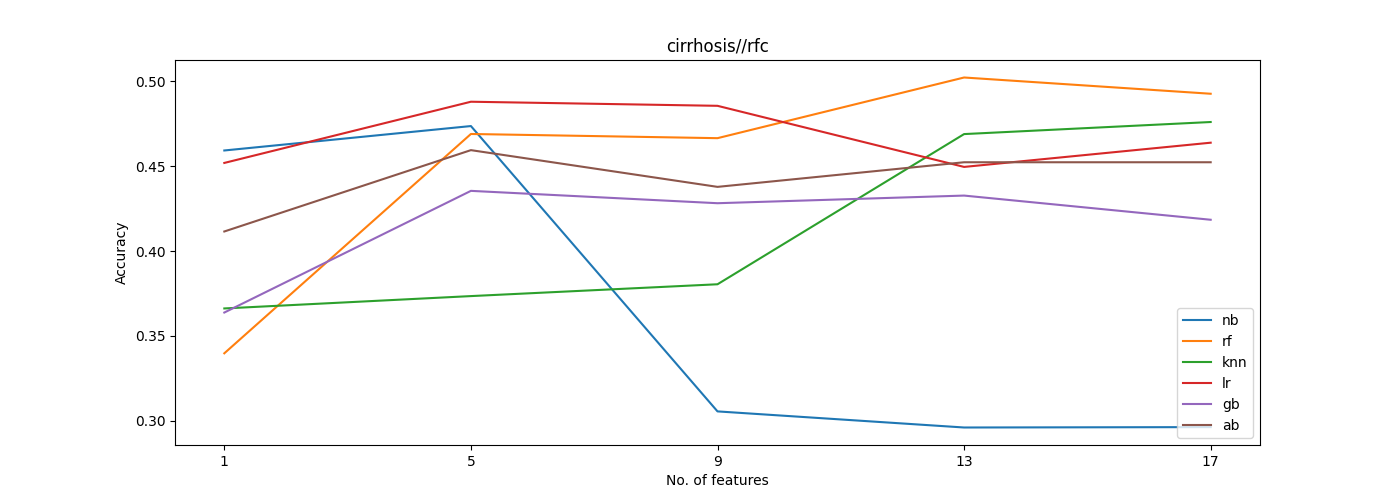 cirrhosis//rfc
Accuracy
0.50
0.45
0.40
0.35
0.30
1 5 9 13 17
No. of features
nb
rf
knn
lr
gb
ab